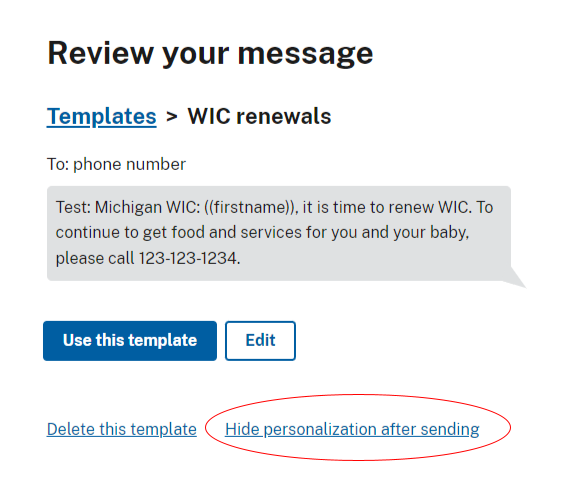 Review your message
Templates > WIC renewals
To: phone number
Test: Michigan WIC: ((firstname)), it is time to renew WIC. To
continue to get food and services for you and your baby,
please call 123-123-1234.
Use this template Edit
Delete this template Hide personalization after sending